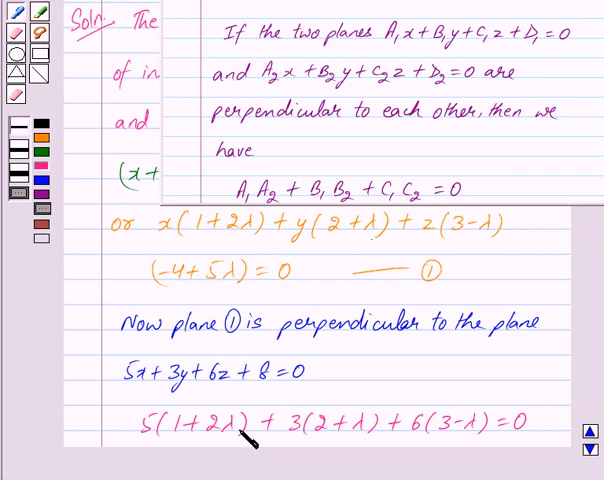 Soln. The
If the two planes A₁x + B₁y + C₁z + D₁ = 0
of in
and A₂x + B₂y + C₂z + D₂ = 0 are
perpendicular to each other, then we
and
have
(x+
A₁A₂ + B₁B₂ + C₁C₂ = 0
or x(1+2λ) + y(2+λ) + z(3-λ)
(-4+5λ) = 0 —— ①
Now plane ① is perpendicular to the plane
5x + 3y + 6z + 8 = 0
5(1+2λ) + 3(2+λ) + 6(3-λ) = 0